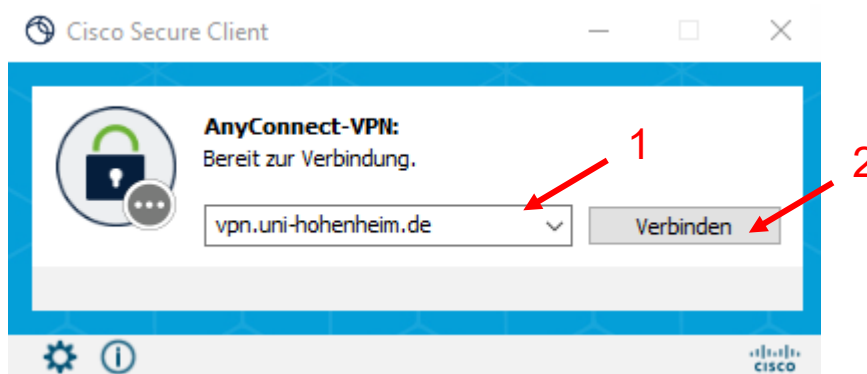 Cisco Secure Client
AnyConnect-VPN:
Bereit zur Verbindung.
1
2
vpn.uni-hohenheim.de
Verbinden
CISCO